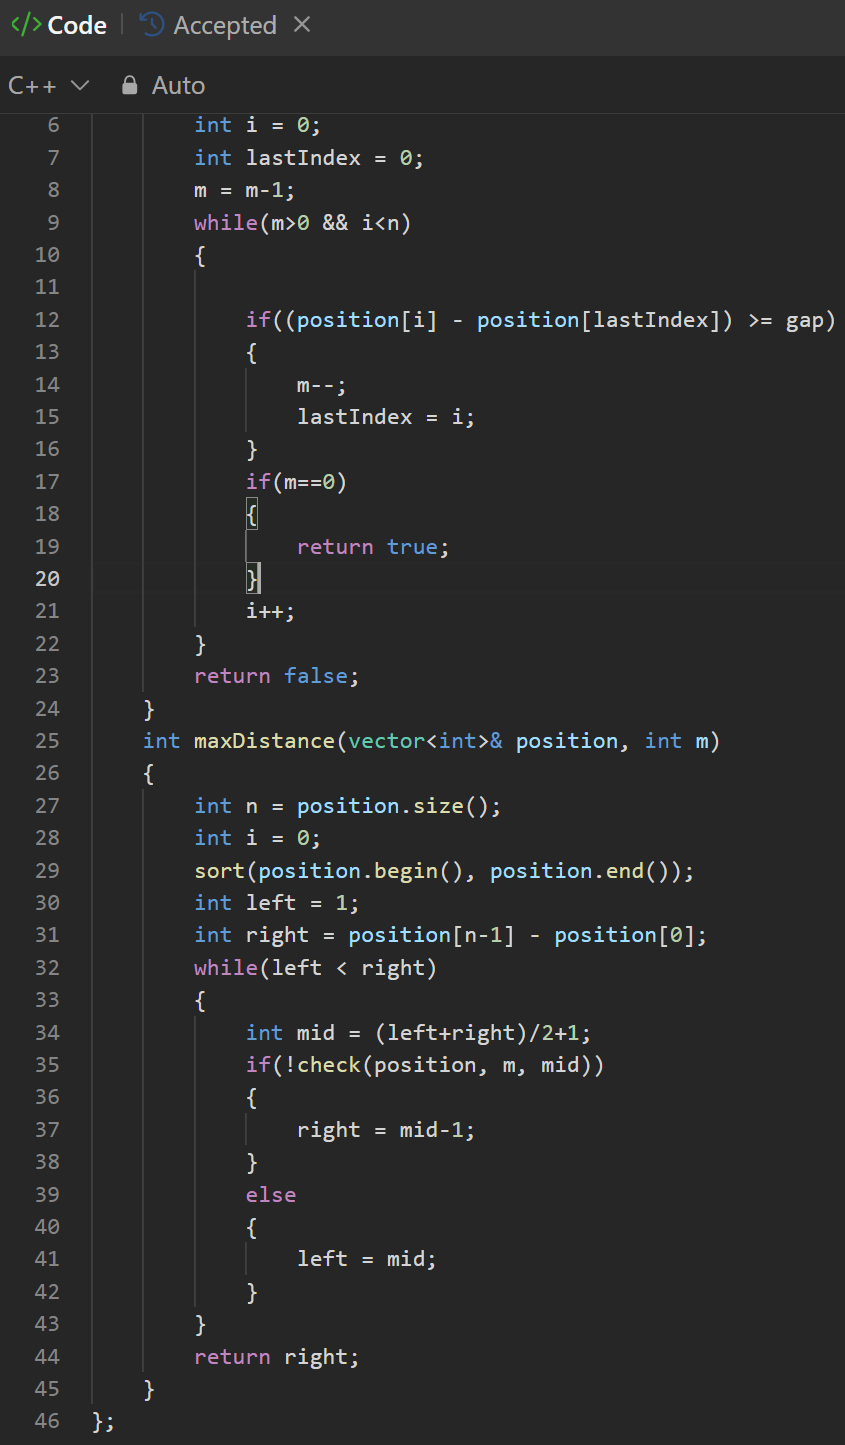 </> Code | Accepted ×
C++ Auto
6 int i = 0;
7 int lastIndex = 0;
8 m = m-1;
9 while(m>0 && i<n)
10 {
11
12 if((position[i] - position[lastIndex]) >= gap)
13 {
14 m--;
15 lastIndex = i;
16 }
17 if(m==0)
18 {
19 return true;
20 }
21 i++;
22 }
23 return false;
24 }
25 int maxDistance(vector<int>& position, int m)
26 {
27 int n = position.size();
28 int i = 0;
29 sort(position.begin(), position.end());
30 int left = 1;
31 int right = position[n-1] - position[0];
32 while(left < right)
33 {
34 int mid = (left+right)/2+1;
35 if(!check(position, m, mid))
36 {
37 right = mid-1;
38 }
39 else
40 {
41 left = mid;
42 }
43 }
44 return right;
45 }
46 };